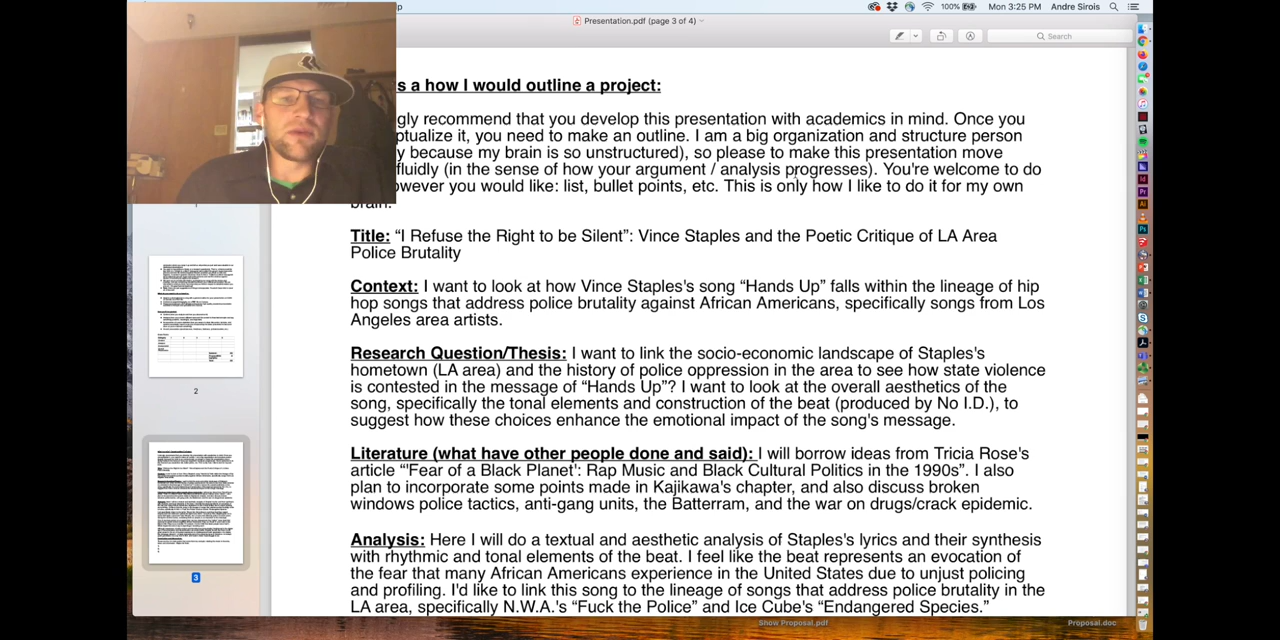 100%
Mon 3:25 PM
Andre Sirois
Presentation.pdf (page 3 of 4)
Search
s a how I would outline a project:
gly recommend that you develop this presentation with academics in mind. Once you
ptualize it, you need to make an outline. I am a big organization and structure person
y because my brain is so unstructured), so please to make this presentation move
fluidly (in the sense of how your argument / analysis progresses). You're welcome to do
owever you would like: list, bullet points, etc. This is only how I like to do it for my own
brain.
Title: “I Refuse the Right to be Silent”: Vince Staples and the Poetic Critique of LA Area
Police Brutality
Context: I want to look at how Vince Staples's song “Hands Up” falls within the lineage of hip
hop songs that address police brutality against African Americans, specifically songs from Los
Angeles area artists.
Research Question/Thesis: I want to link the socio-economic landscape of Staples's
hometown (LA area) and the history of police oppression in the area to see how state violence
is contested in the message of “Hands Up”? I want to look at the overall aesthetics of the
song, specifically the tonal elements and construction of the beat (produced by No I.D.), to
suggest how these choices enhance the emotional impact of the song's message.
Literature (what have other people done and said): I will borrow ideas from Tricia Rose's
article “'Fear of a Black Planet': Rap Music and Black Cultural Politics in the 1990s”. I also
plan to incorporate some points made in Kajikawa's chapter, and also discuss broken
windows police tactics, anti-gang units, the Batterram, and the war on drugs/crack epidemic.
Analysis: Here I will do a textual and aesthetic analysis of Staples's lyrics and their synthesis
with rhythmic and tonal elements of the beat. I feel like the beat represents an evocation of
the fear that many African Americans experience in the United States due to unjust policing
and profiling. I'd like to link this song to the lineage of songs that address police brutality in the
LA area, specifically N.W.A.'s “Fuck the Police” and Ice Cube's “Endangered Species.”
2
3
Show Proposal.pdf
Proposal.doc